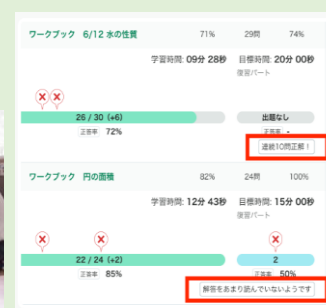 ワークブック 6/12 水の性質 71% 29問 74%
学習時間: 09分 28秒 目標時間: 20分 00秒
復習パート
26 / 30 (+6) 出題なし
正答率 72% 正答率 -
連続10問正解！
ワークブック 円の面積 82% 24問 100%
学習時間: 12分 43秒 目標時間: 15分 00秒
復習パート
22 / 24 (+2) 2
正答率 85% 正答率 50%
解答をあまり読んでいないようです